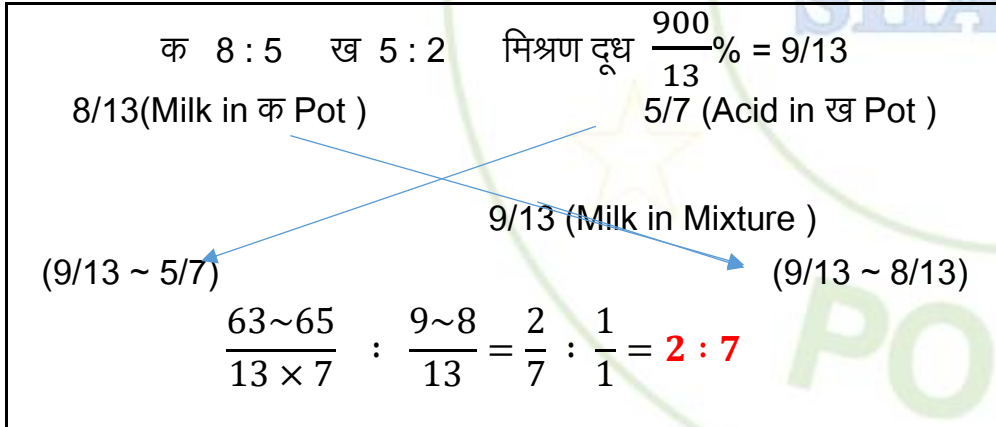 क 8 : 5 ख 5 : 2 मिश्रण दूध 900/13% = 9/13
8/13(Milk in क Pot ) 5/7 (Acid in ख Pot )
9/13 (Milk in Mixture )
(9/13 ~ 5/7) (9/13 ~ 8/13)
63~65/13 × 7 : 9~8/13 = 2/7 : 1/1 = 2 : 7
PO